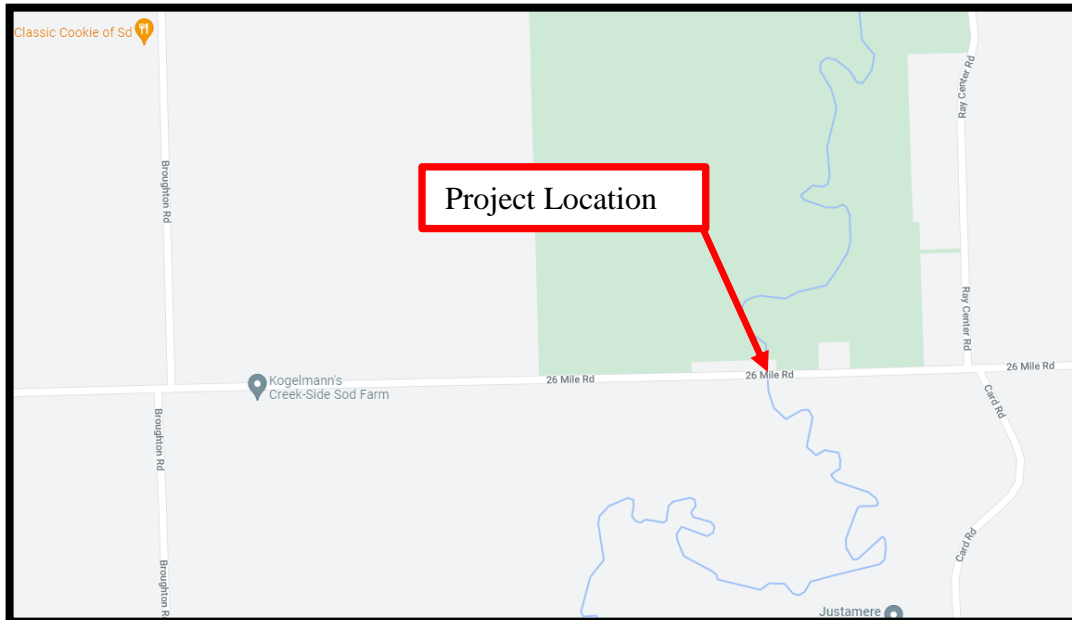 Classic Cookie of Sd
Ray Center Rd
Broughton Rd
Project Location
Ray Center Rd
26 Mile Rd
26 Mile Rd
26 Mile Rd
Kogelmann's
Creek-Side Sod Farm
Card Rd
Broughton Rd
Card Rd
Broughton Rd
Justamere